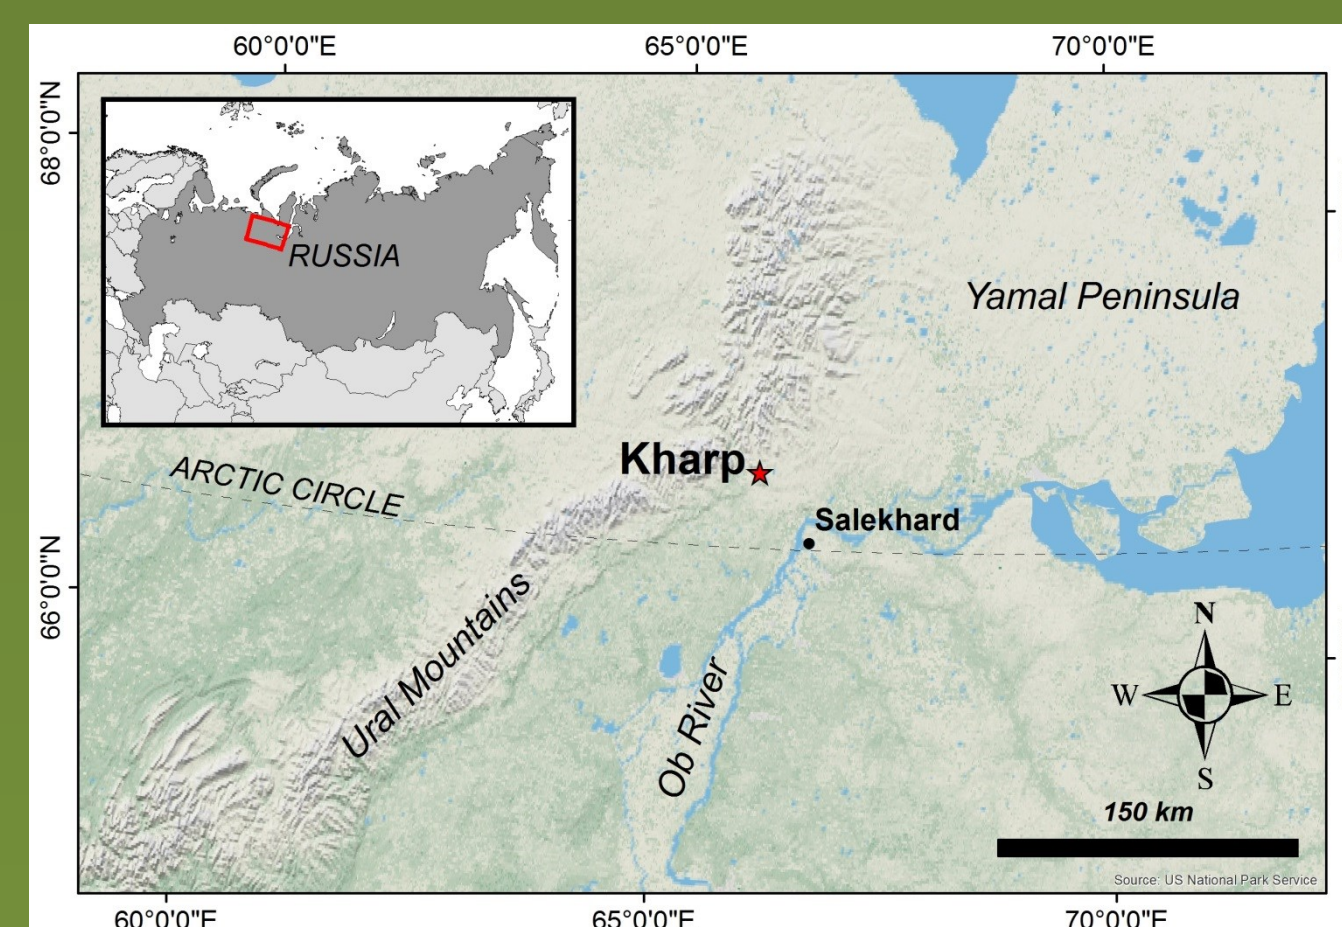 60°0'0"E 65°0'0"E 70°0'0"E
68°0'0"N
RUSSIA
Yamal Peninsula
Kharp
ARCTIC CIRCLE
Salekhard
66°0'0"N
Ural Mountains
Ob River
N
W E
S
150 km
Source: US National Park Service
60°0'0"E 65°0'0"E 70°0'0"E